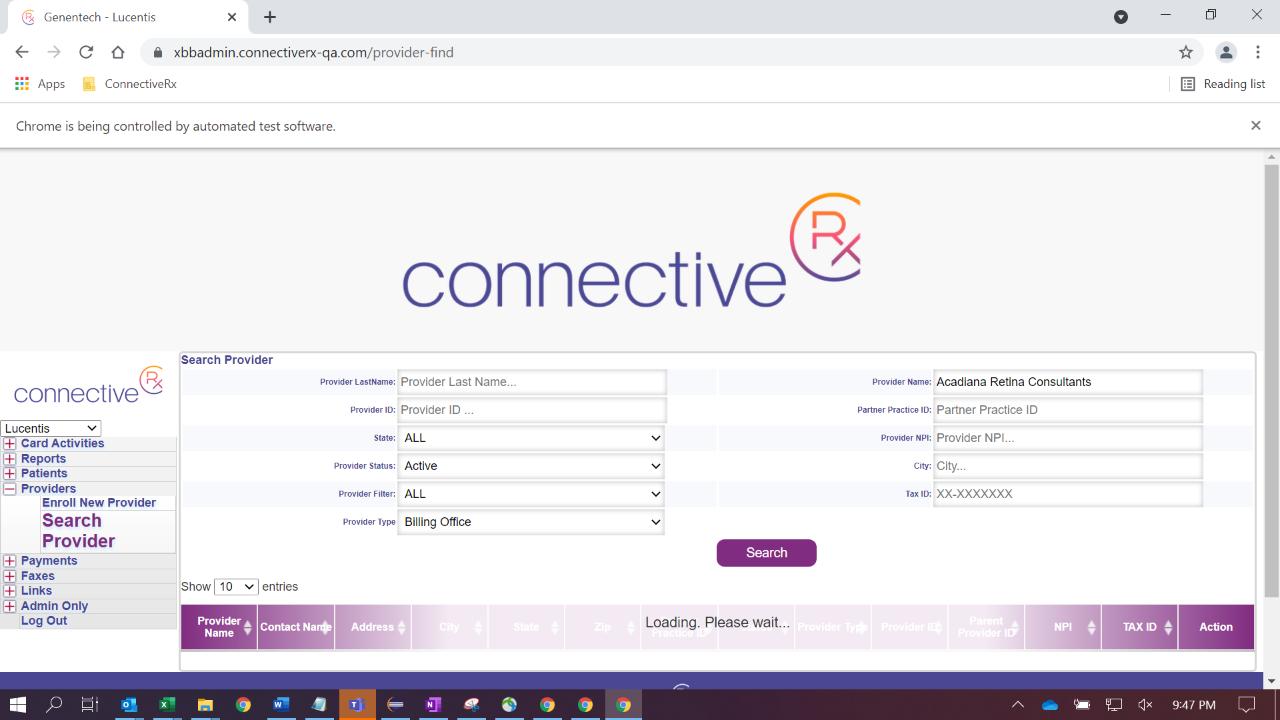 Genentech - Lucentis
xbbadmin.connectiverx-qa.com/provider-find
Apps ConnectiveRx Reading list
Chrome is being controlled by automated test software.
connective Rx
connective Rx
Lucentis
Card Activities
Reports
Patients
Providers
Enroll New Provider
Search
Provider
Payments
Faxes
Links
Admin Only
Log Out
Search Provider
Provider LastName: Provider Last Name... Provider Name: Acadiana Retina Consultants
Provider ID: Provider ID ... Partner Practice ID: Partner Practice ID
State: ALL Provider NPI: Provider NPI...
Provider Status: Active City: City...
Provider Filter: ALL Tax ID: XX-XXXXXXX
Provider Type Billing Office
Search
Show 10 entries
Provider Name Contact Name Address City State Zip Practice ID Provider Type Provider ID Parent Provider ID NPI TAX ID Action
Loading. Please wait...
9:47 PM